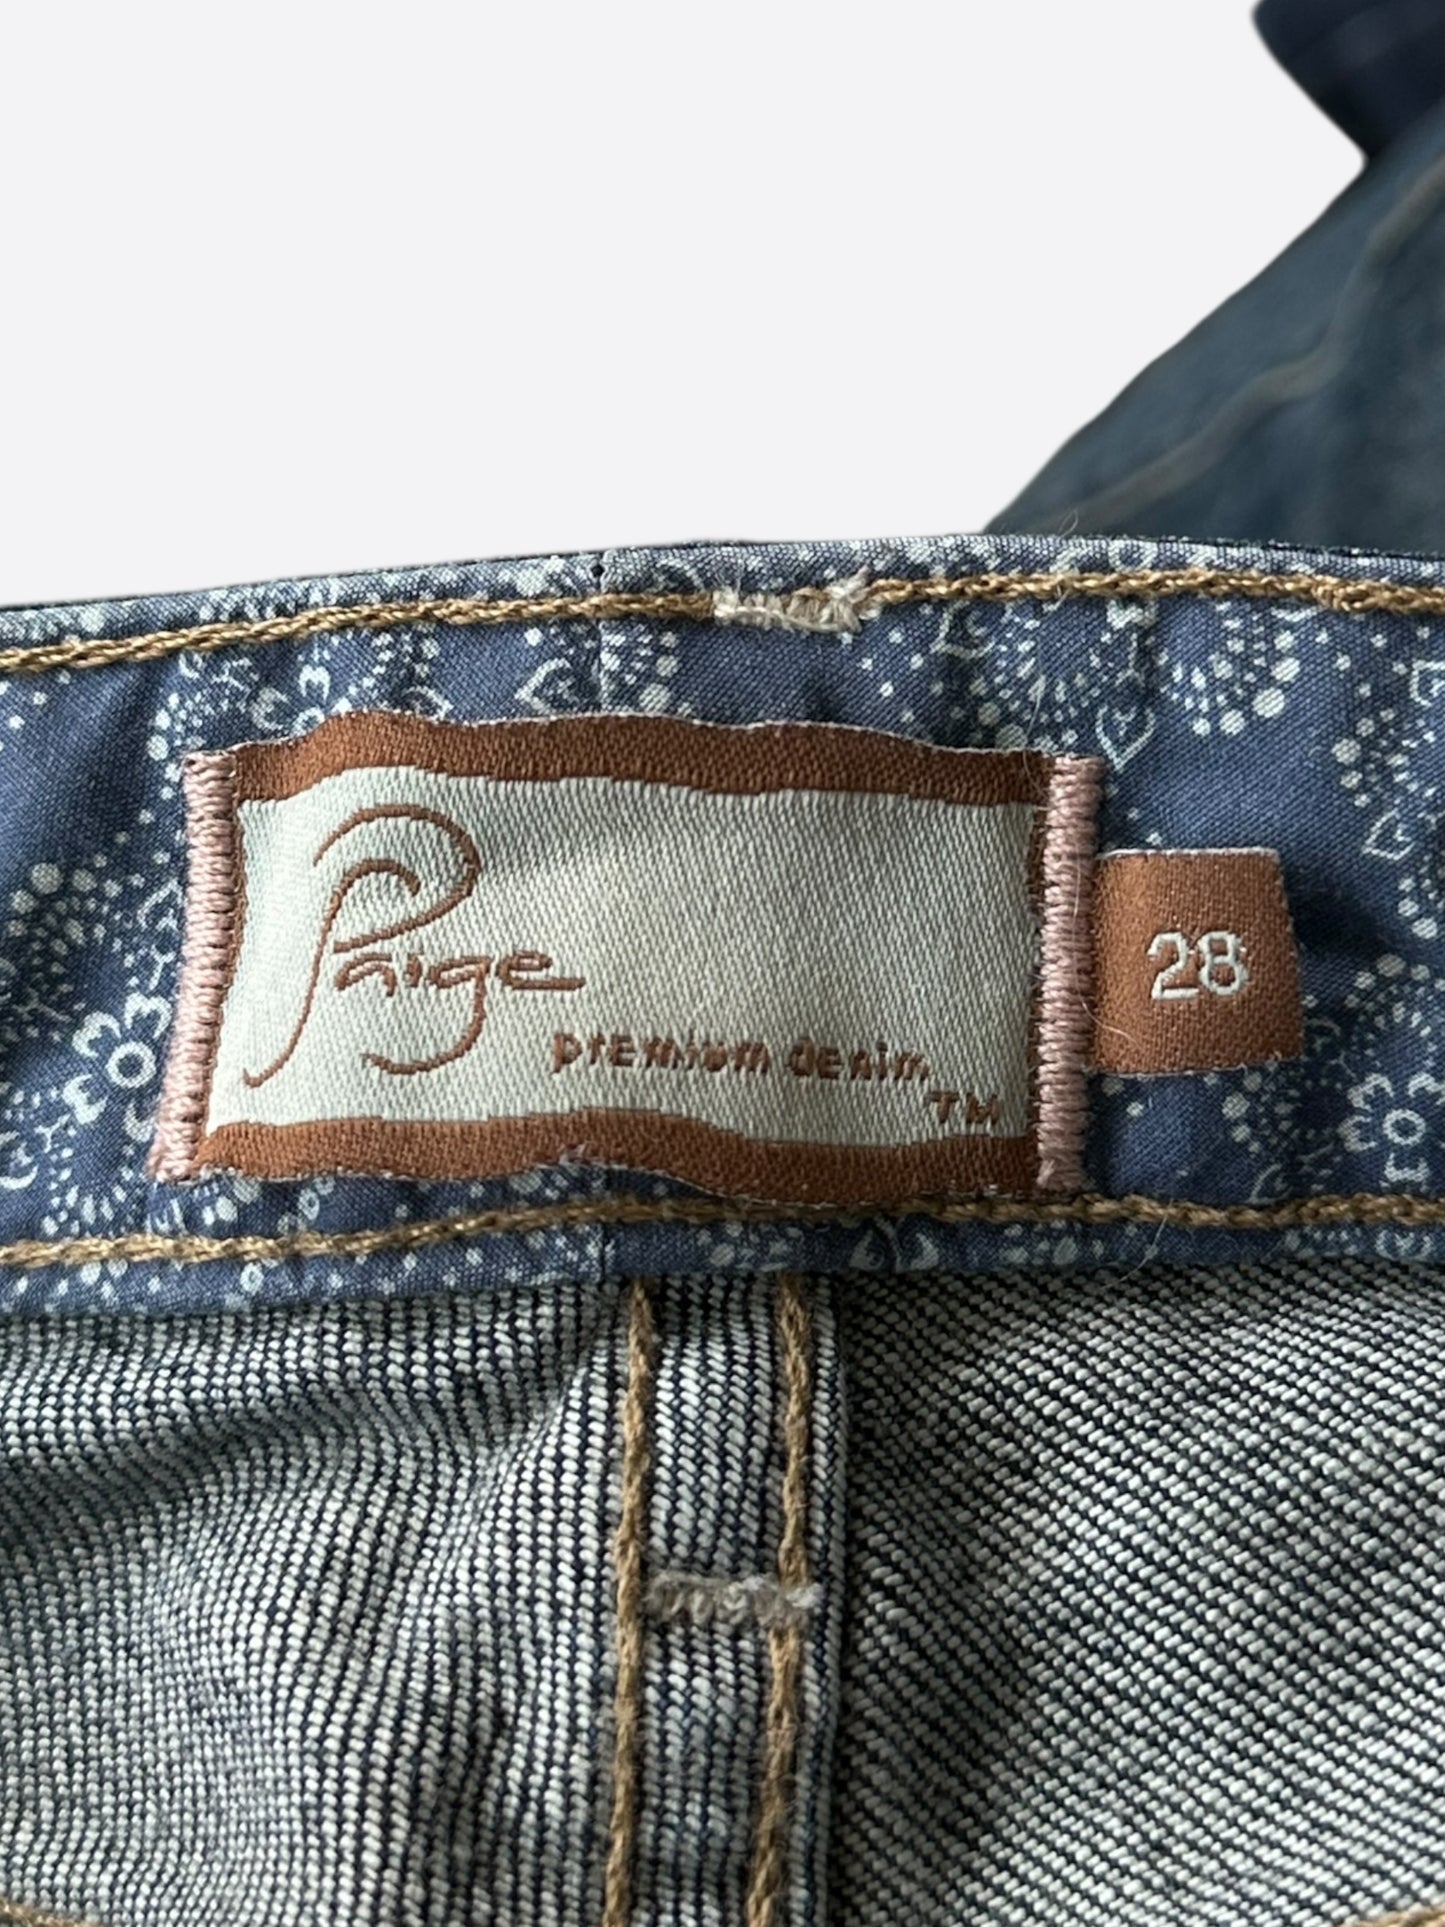 Paige
premium denim
TM
28